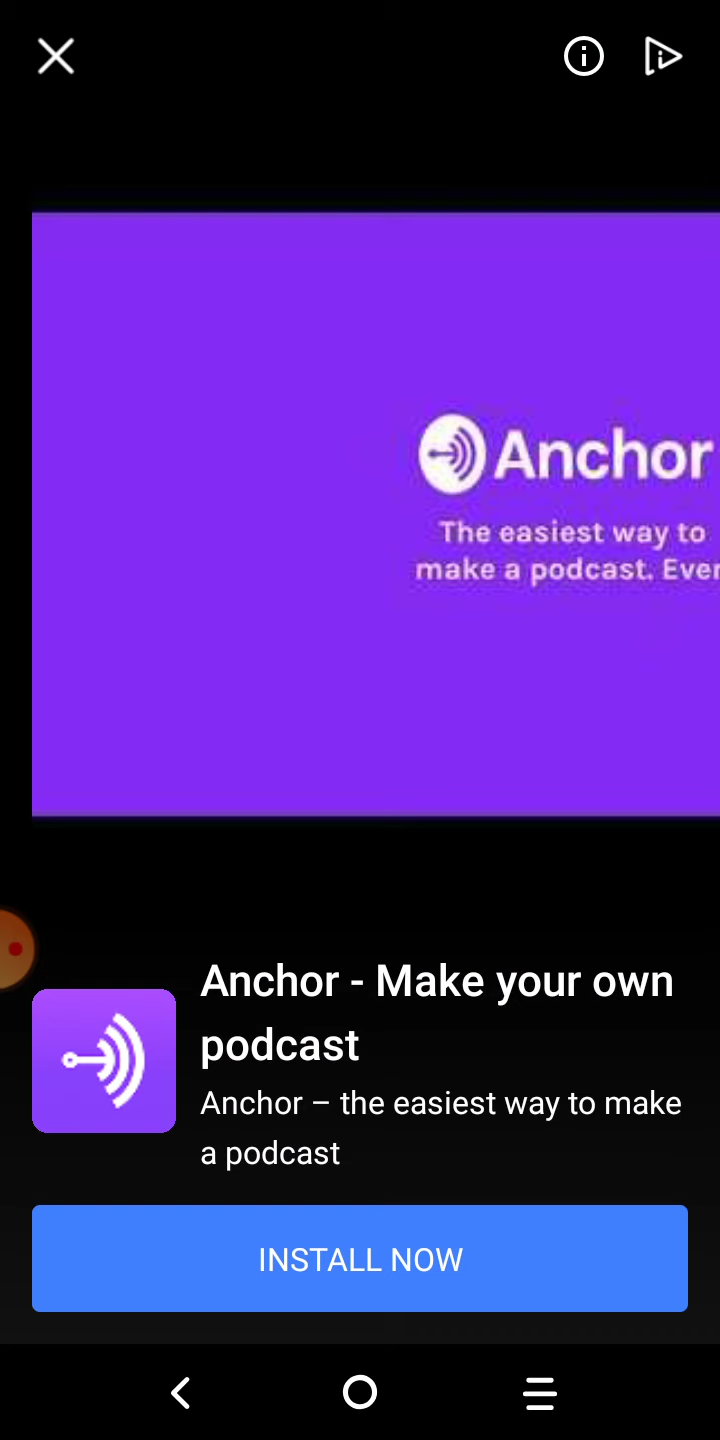 Anchor
The easiest way to
make a podcast. Ever
Anchor - Make your own
podcast
Anchor – the easiest way to make
a podcast
INSTALL NOW